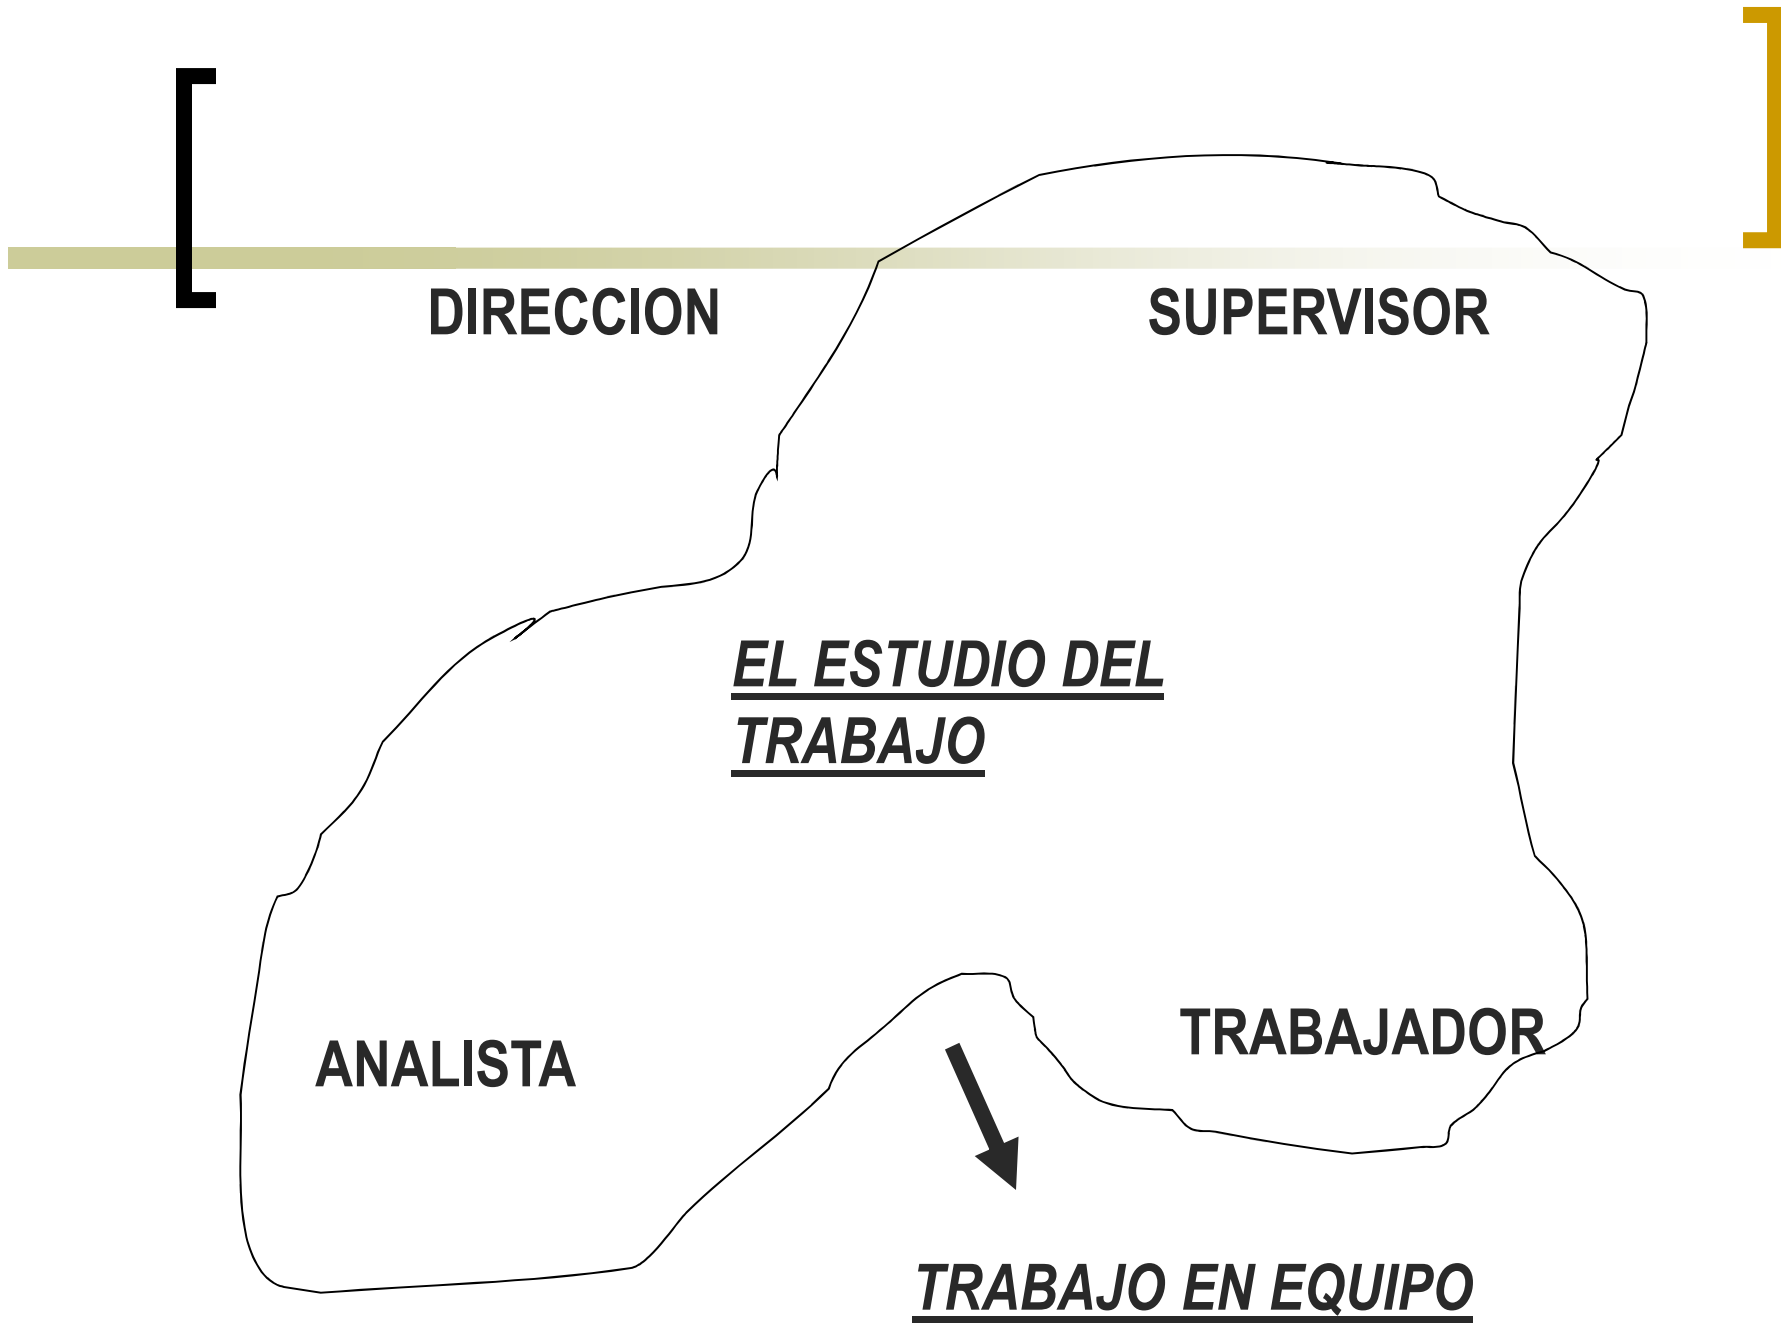 DIRECCION
SUPERVISOR
EL ESTUDIO DEL
TRABAJO
ANALISTA
TRABAJADOR
TRABAJO EN EQUIPO